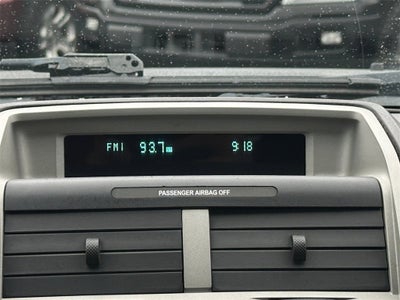 FM1 93.7 9:18
PASSENGER AIRBAG OFF